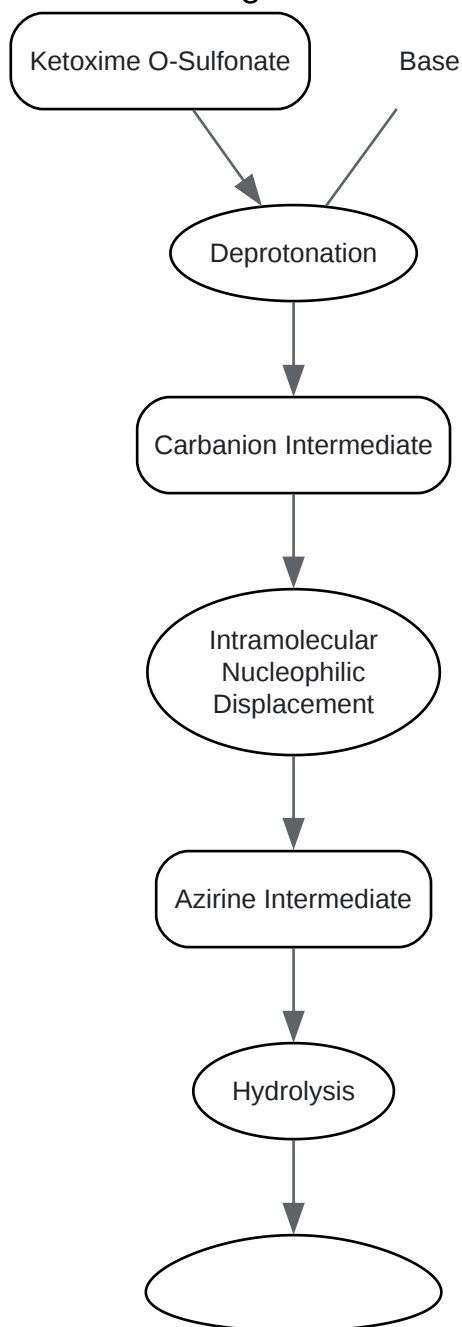 Ketoxime O-Sulfonate
Base
Deprotonation
Carbanion Intermediate
Intramolecular
Nucleophilic
Displacement
Azirine Intermediate
Hydrolysis